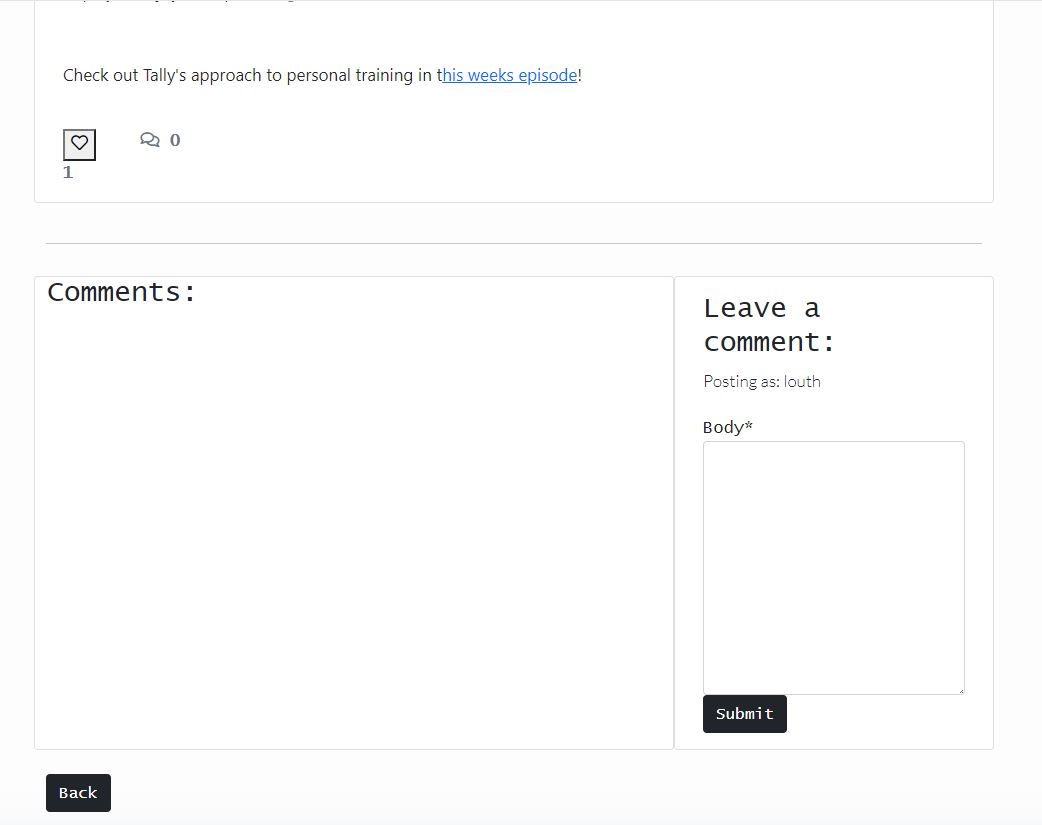 Check out Tally's approach to personal training in this weeks episode!
0
1
Comments:
Leave a
comment:
Posting as: louth
Body*
Submit
Back